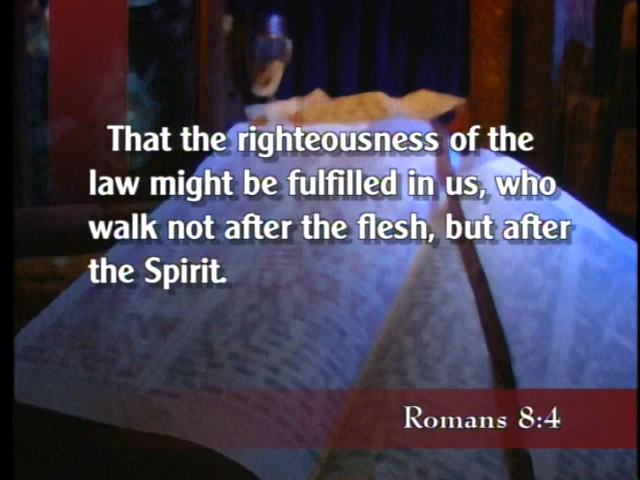 That the righteousness of the
law might be fulfilled in us, who
walk not after the flesh, but after
the Spirit.
Romans 8:4